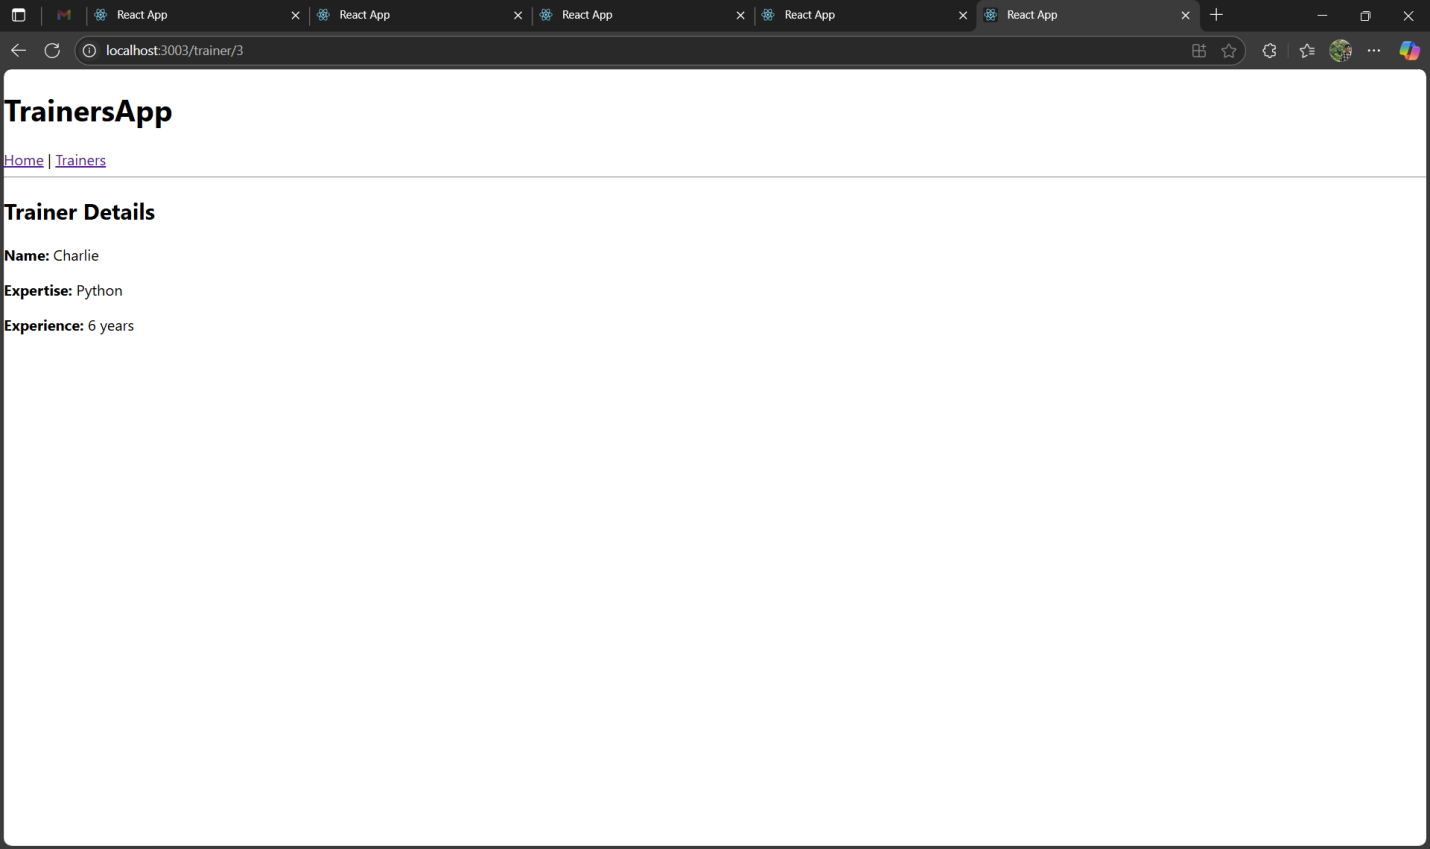 React App React App React App React App React App
localhost:3003/trainer/3
TrainersApp
Home | Trainers
Trainer Details
Name: Charlie
Expertise: Python
Experience: 6 years